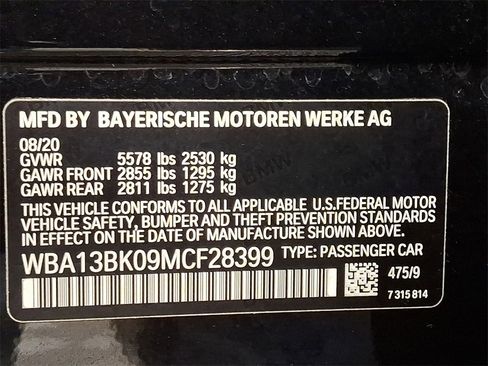 MFD BY BAYERISCHE MOTOREN WERKE AG
08/20
GVWR 5578 lbs 2530 kg
GAWR FRONT 2855 lbs 1295 kg
GAWR REAR 2811 lbs 1275 kg
THIS VEHICLE CONFORMS TO ALL APPLICABLE U.S.FEDERAL MOTOR
VEHICLE SAFETY, BUMPER AND THEFT PREVENTION STANDARDS
IN EFFECT ON THE DATE OF MANUFACTURE SHOWN ABOVE.
WBA13BK09MCF28399 TYPE: PASSENGER CAR
475/9
7 315 814
BMW